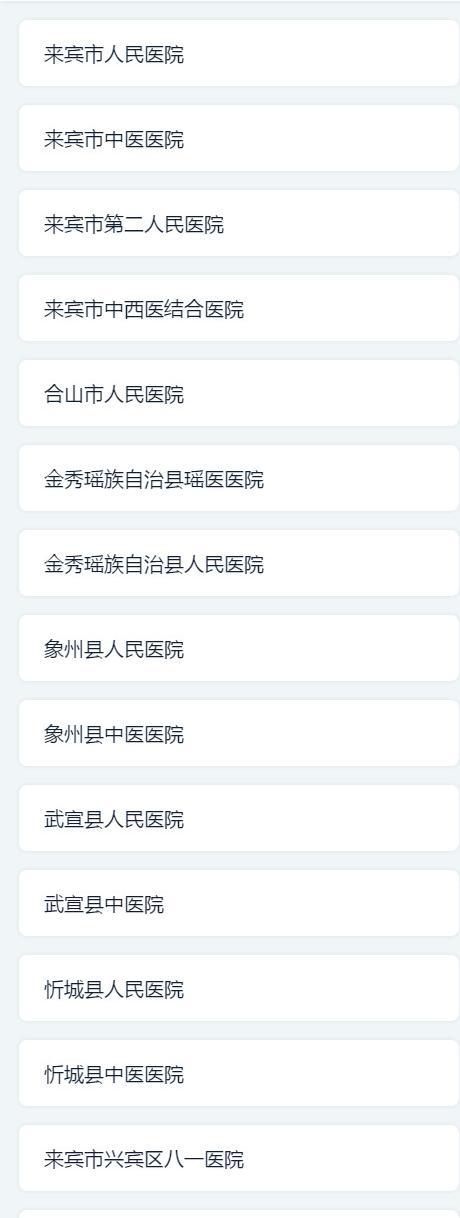 来宾市人民医院
来宾市中医医院
来宾市第二人民医院
来宾市中西医结合医院
合山市人民医院
金秀瑶族自治县瑶医医院
金秀瑶族自治县人民医院
象州县人民医院
象州县中医医院
武宣县人民医院
武宣县中医院
忻城县人民医院
忻城县中医医院
来宾市兴宾区八一医院